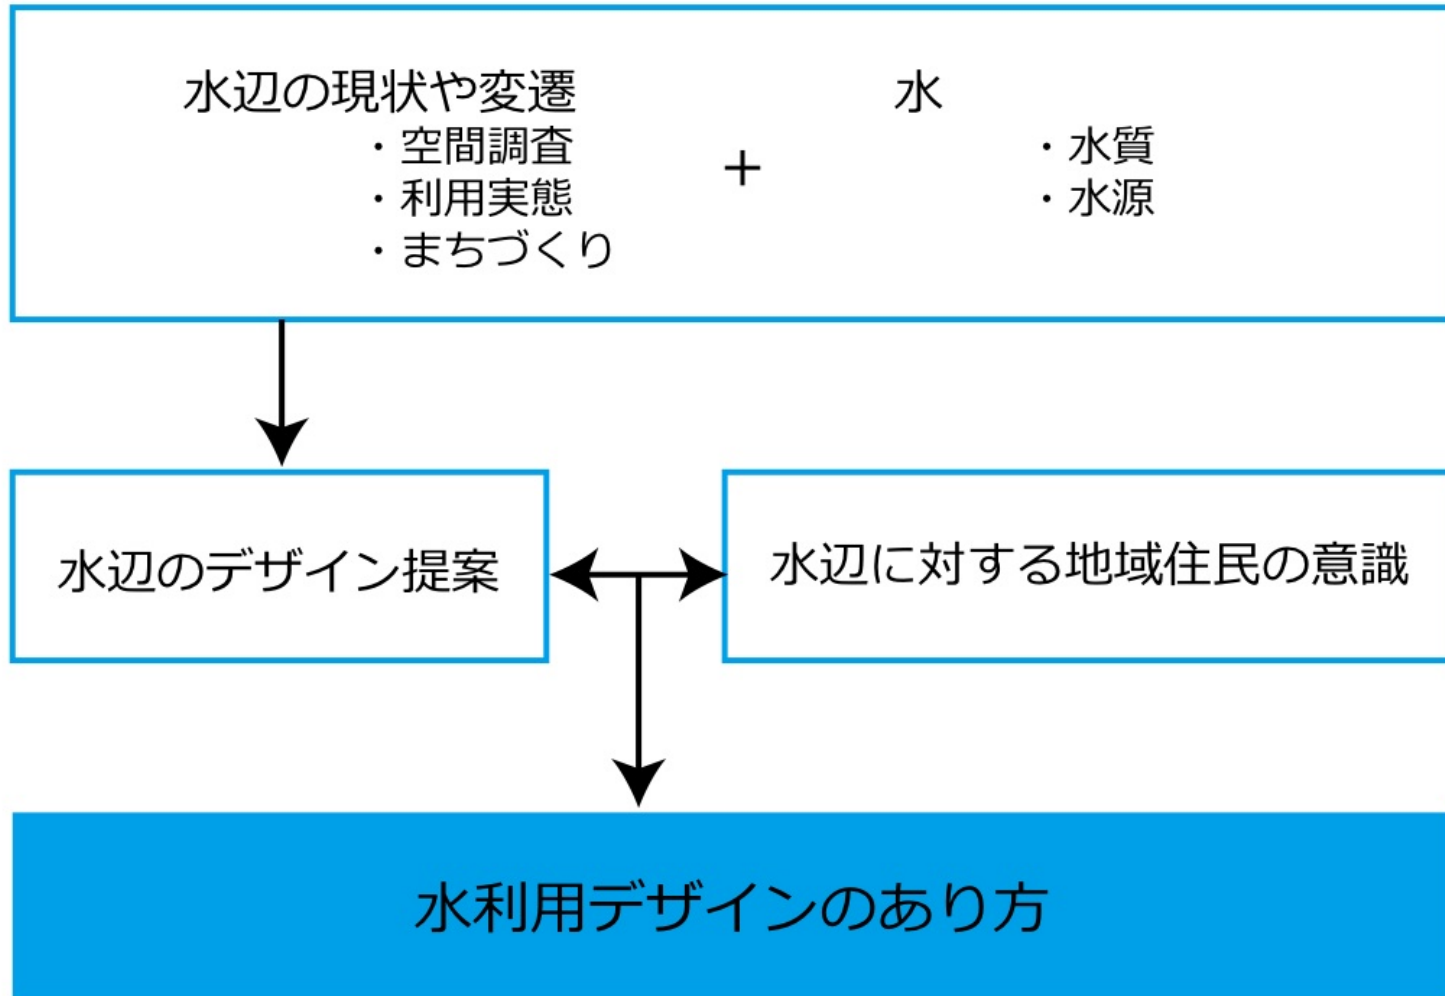 水辺の現状や変遷
・空間調査
・利用実態
・まちづくり
+
水
・水質
・水源
水辺のデザイン提案
水辺に対する地域住民の意識
水利用デザインのあり方